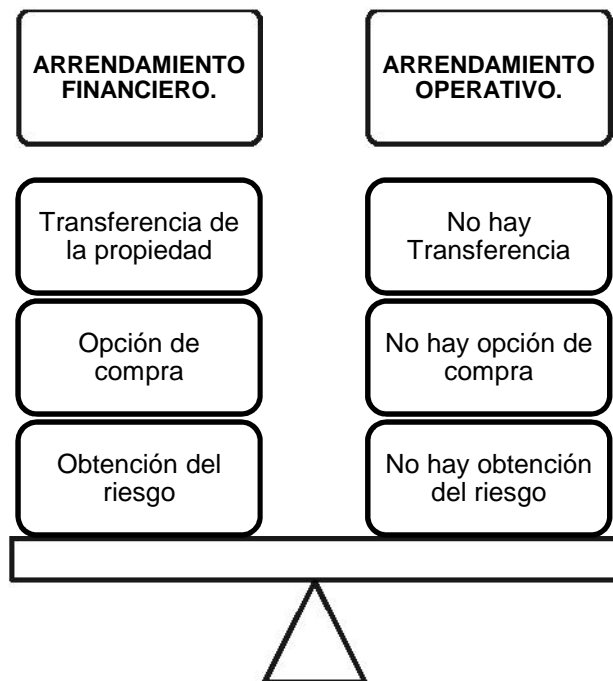 ARRENDAMIENTO
FINANCIERO.
ARRENDAMIENTO
OPERATIVO.
Transferencia de
la propiedad
No hay
Transferencia
Opción de
compra
No hay opción de
compra
Obtención del
riesgo
No hay obtención
del riesgo